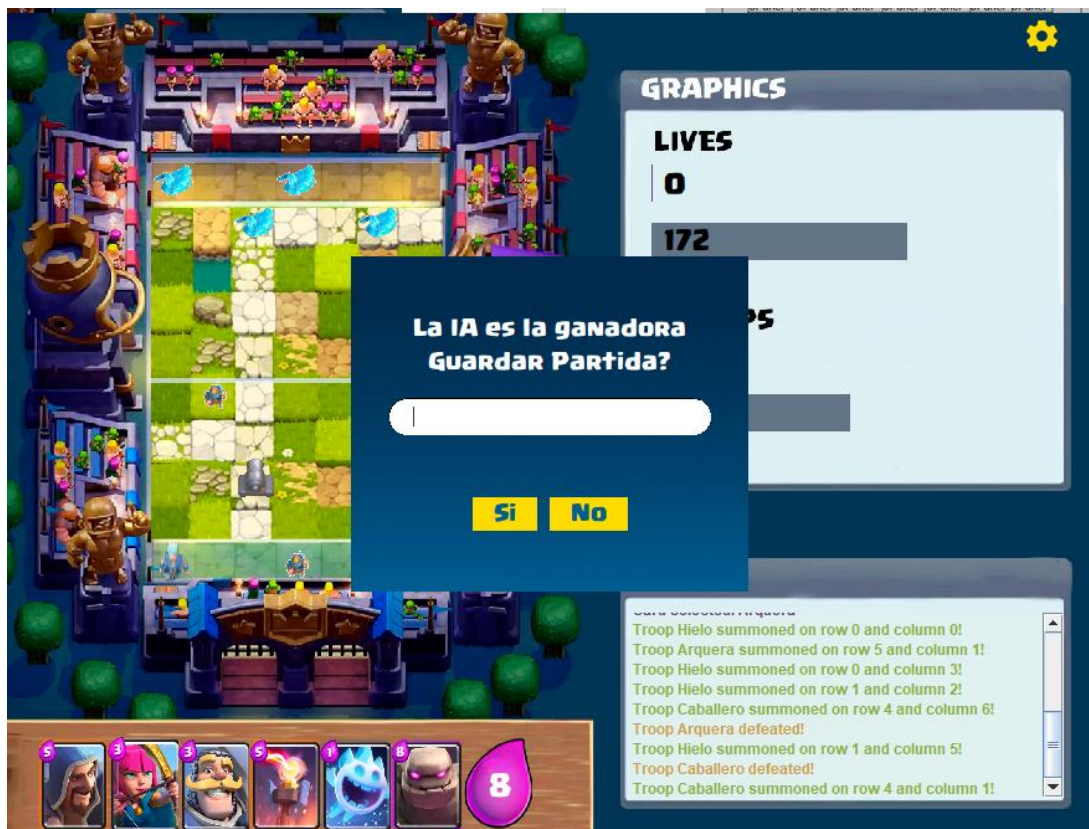 GRAPHICS
LIVES
0
172
PS
La IA es la ganadora
Guardar Partida?
Si No
Card selected: Arquera
Troop Hielo summoned on row 0 and column 0!
Troop Arquera summoned on row 5 and column 1!
Troop Hielo summoned on row 0 and column 3!
Troop Hielo summoned on row 1 and column 2!
Troop Caballero summoned on row 4 and column 6!
Troop Arquera defeated!
Troop Hielo summoned on row 1 and column 5!
Troop Caballero defeated!
Troop Caballero summoned on row 4 and column 1!
5 3 3 5 1 8 8